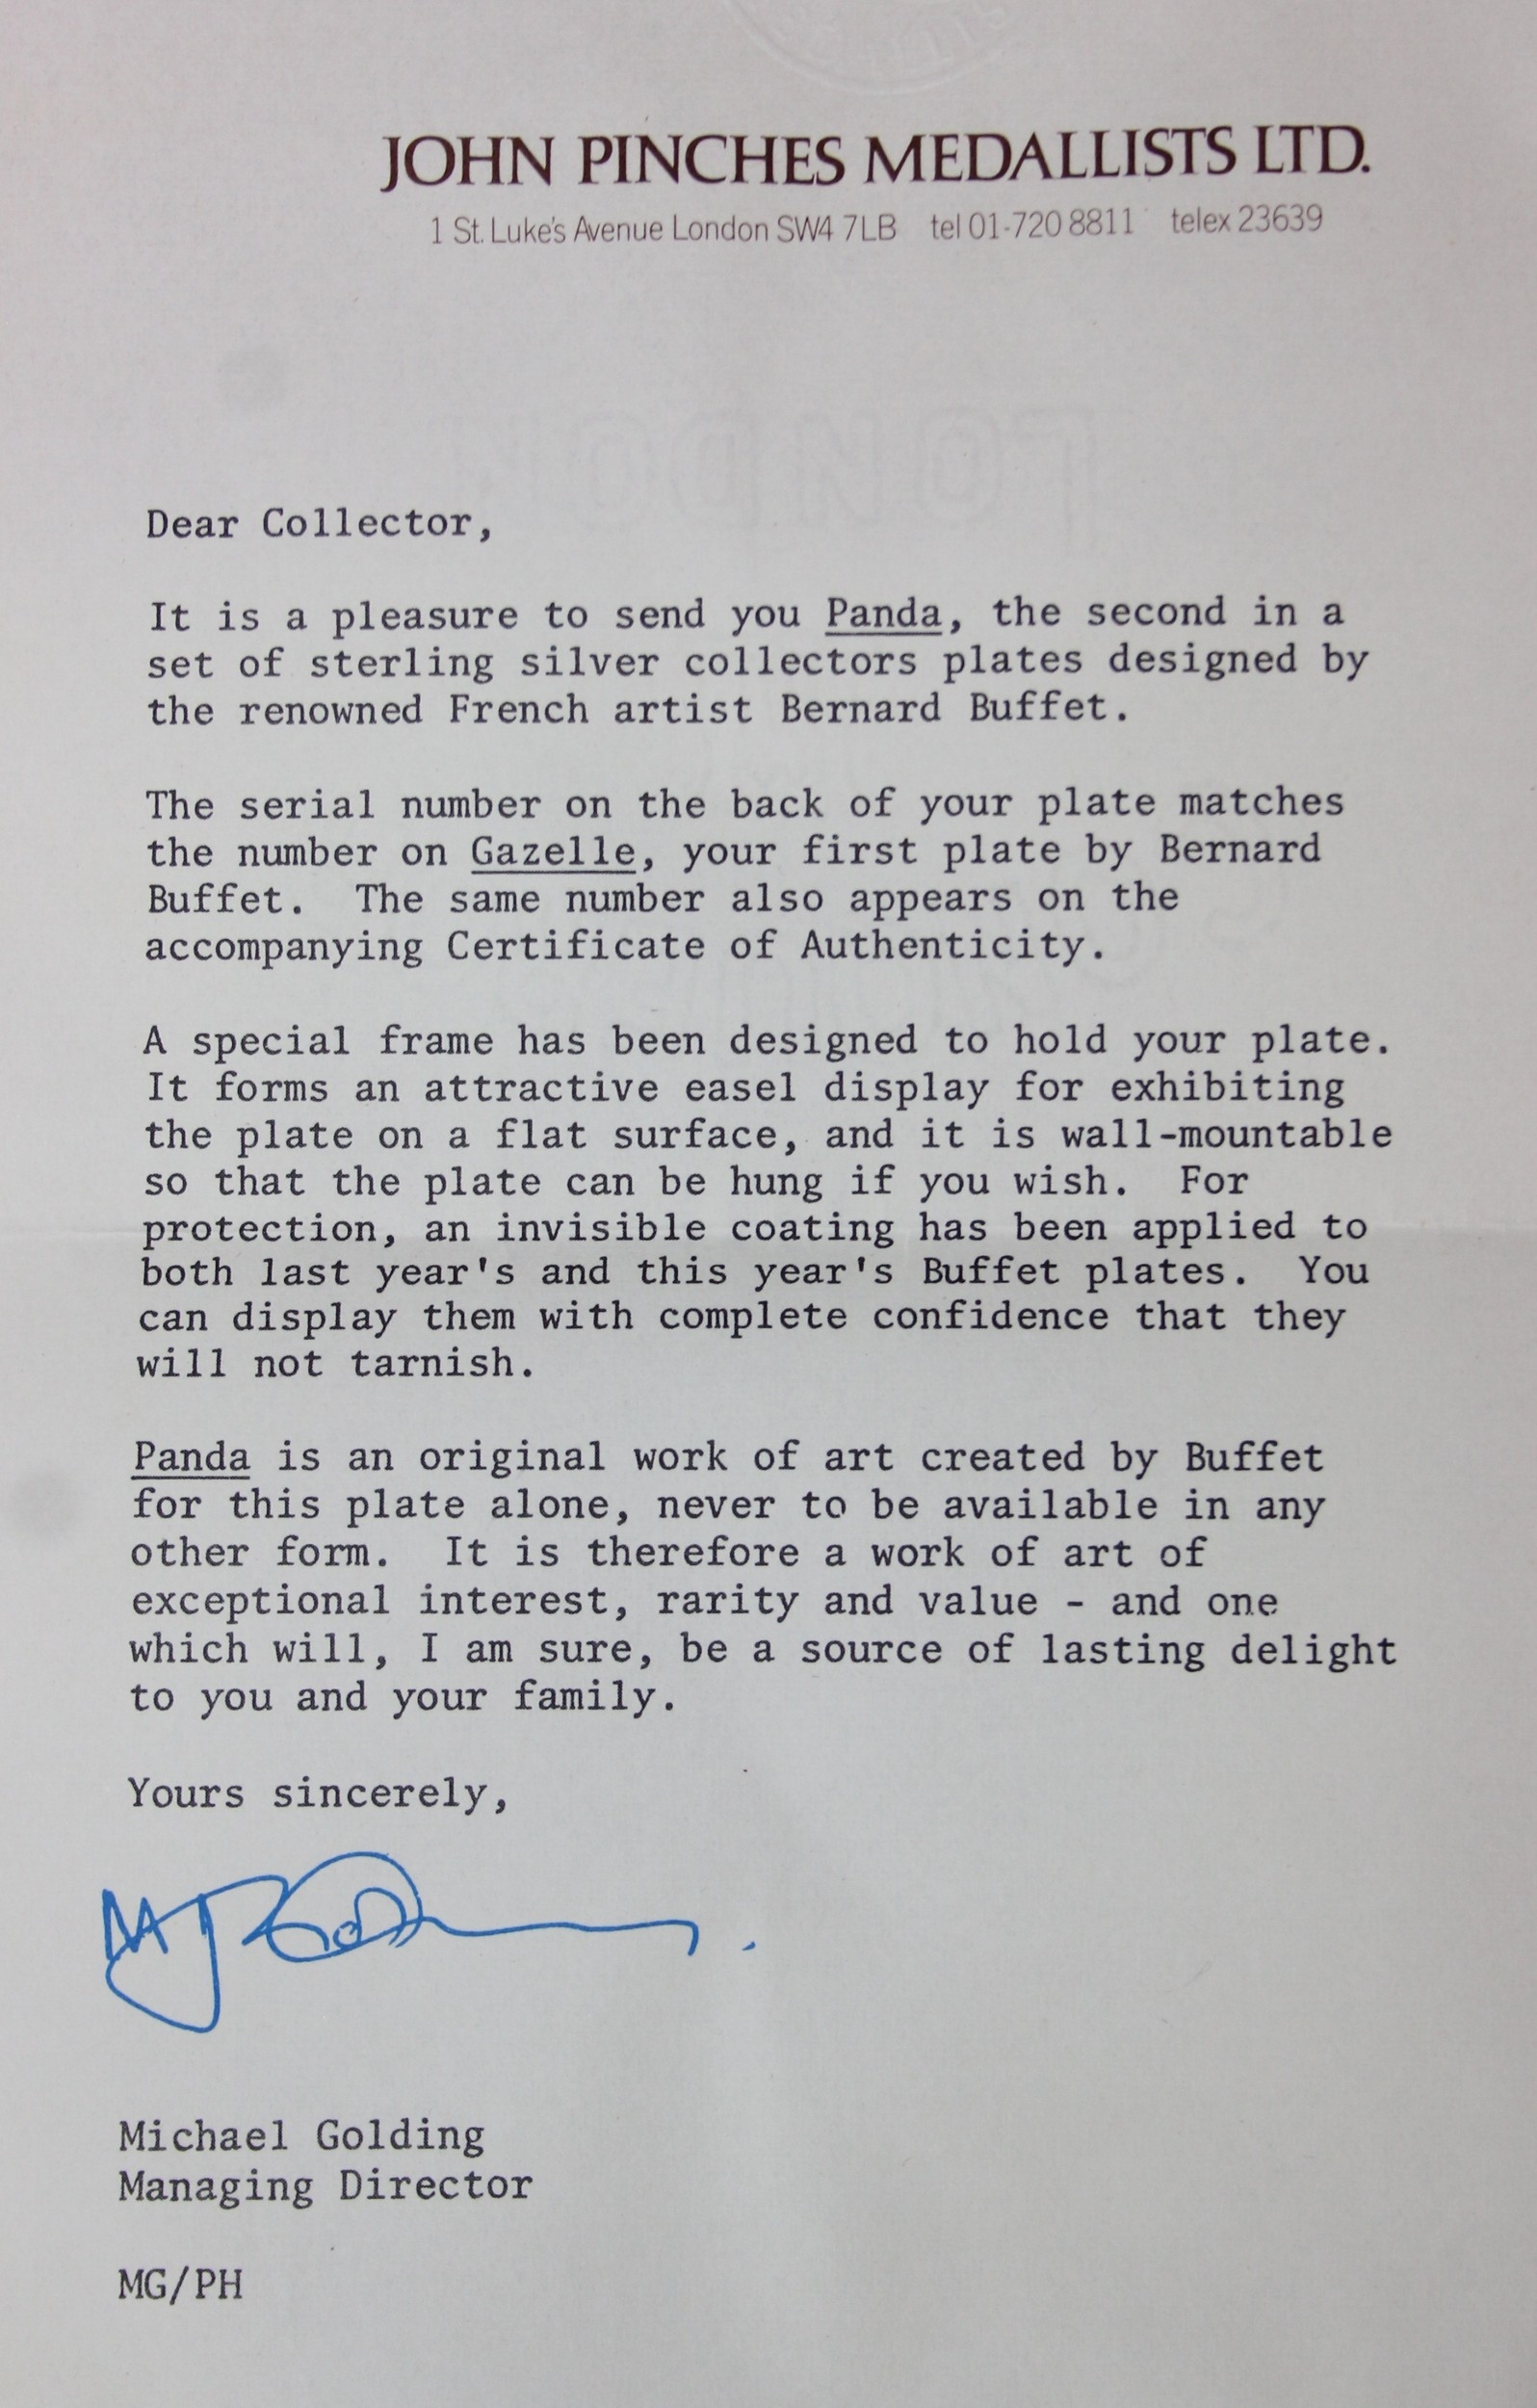 JOHN PINCHES MEDALLISTS LTD.
1 St. Luke's Avenue London SW4 7LB tel 01-720 8811 telex 23639
LONDON
Dear Collector,
It is a pleasure to send you Panda, the second in a
set of sterling silver collectors plates designed by
the renowned French artist Bernard Buffet.
The serial number on the back of your plate matches
the number on Gazelle, your first plate by Bernard
Buffet. The same number also appears on the
accompanying Certificate of Authenticity.
A special frame has been designed to hold your plate.
It forms an attractive easel display for exhibiting
the plate on a flat surface, and it is wall-mountable
so that the plate can be hung if you wish. For
protection, an invisible coating has been applied to
both last year's and this year's Buffet plates. You
can display them with complete confidence that they
will not tarnish.
Panda is an original work of art created by Buffet
for this plate alone, never to be available in any
other form. It is therefore a work of art of
exceptional interest, rarity and value - and one
which will, I am sure, be a source of lasting delight
to you and your family.
Yours sincerely,
Michael Golding
Managing Director
MG/PH